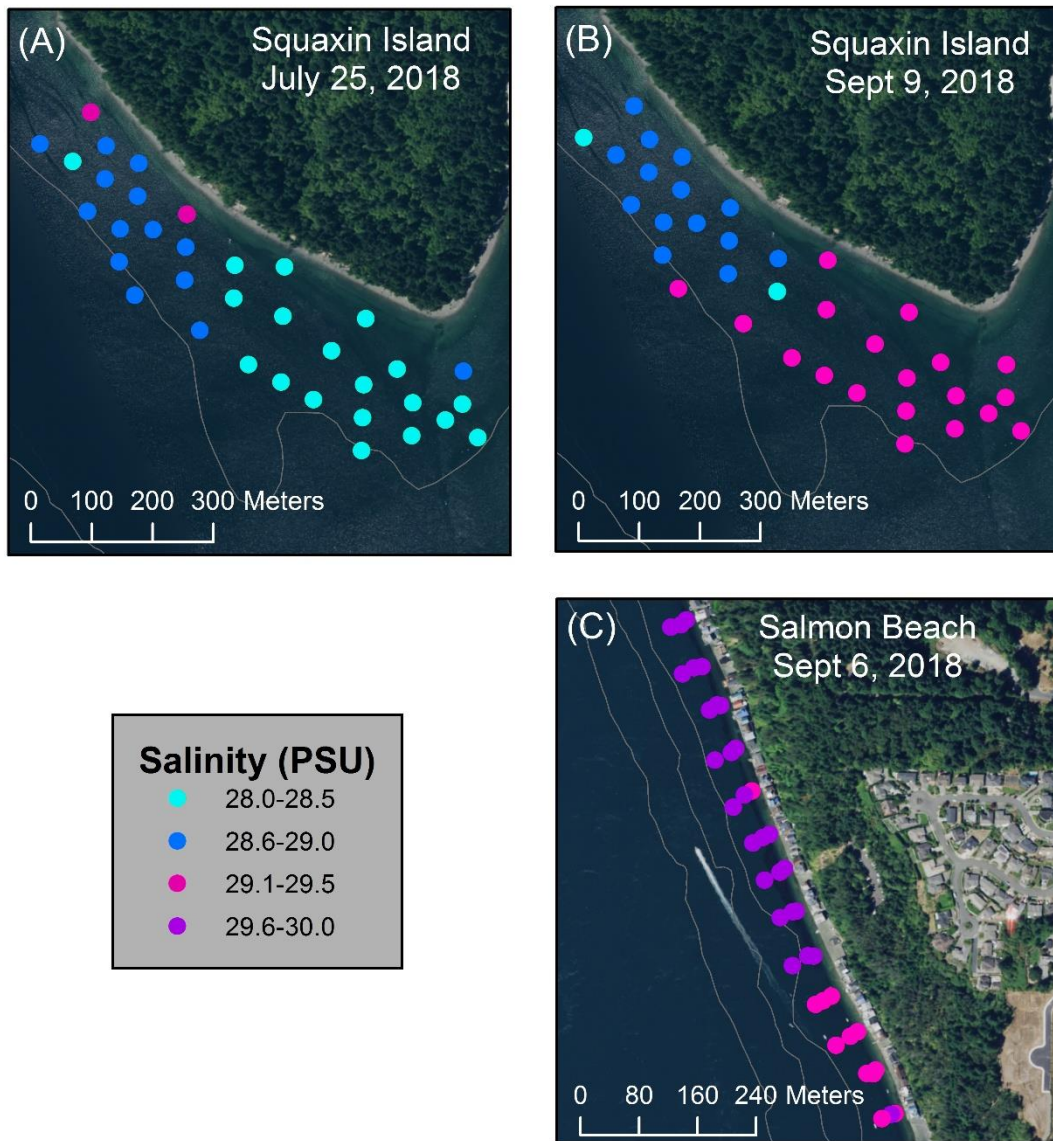 (A)
Squaxin Island
July 25, 2018
0 100 200 300 Meters
(B)
Squaxin Island
Sept 9, 2018
0 100 200 300 Meters
Salinity (PSU)
28.0-28.5
28.6-29.0
29.1-29.5
29.6-30.0
(C)
Salmon Beach
Sept 6, 2018
0 80 160 240 Meters